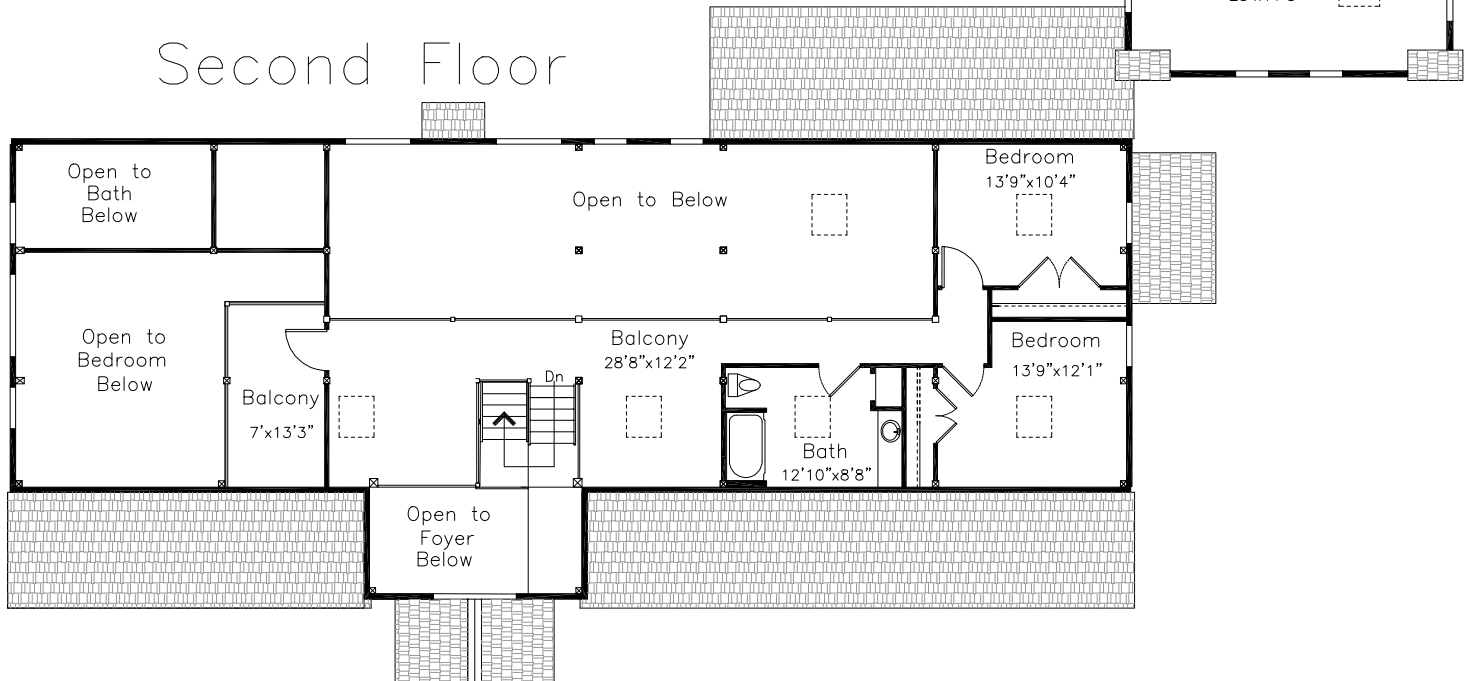 Second Floor
Open to
Bath
Below
Open to Below
Bedroom
13'9"x10'4"
Open to
Bedroom
Below
Balcony
7'x13'3"
Dn
Balcony
28'8"x12'2"
Bedroom
13'9"x12'1"
Bath
12'10"x8'8"
Open to
Foyer
Below